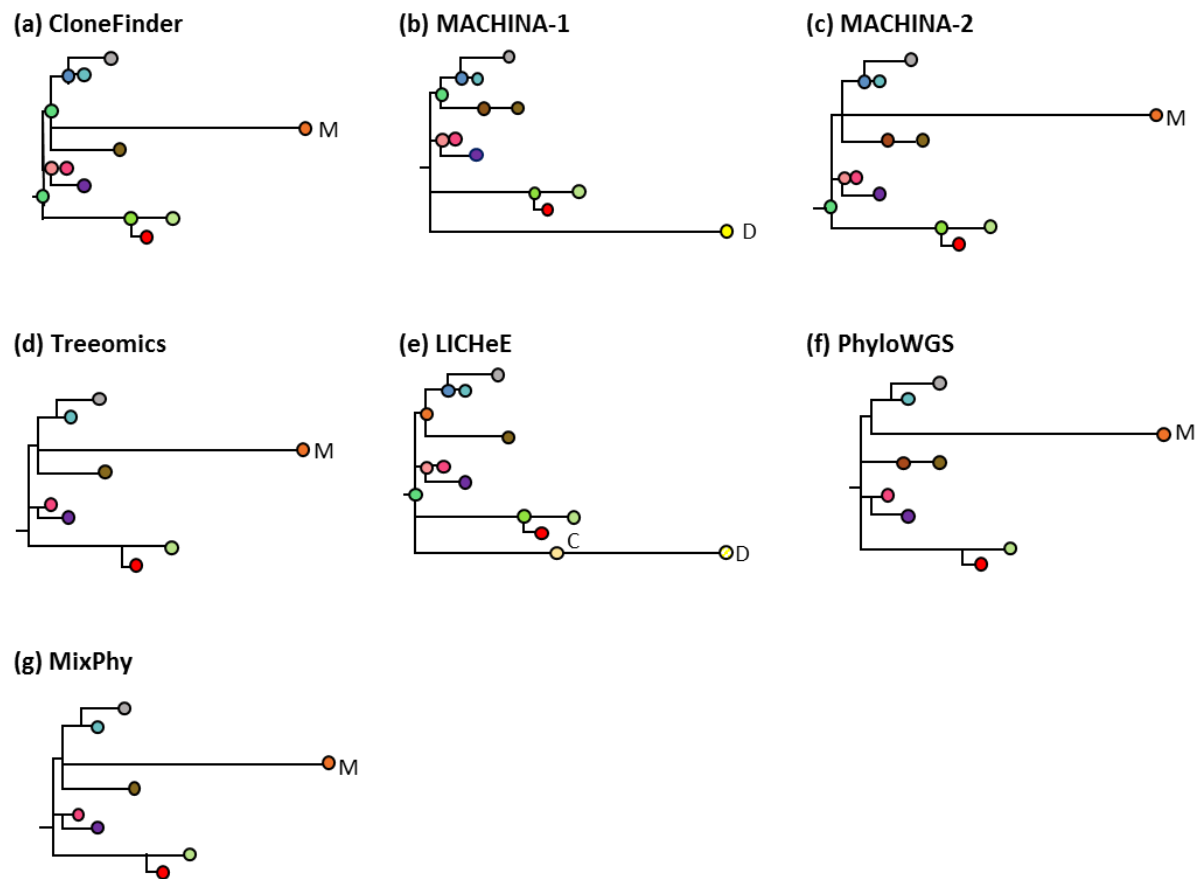 (a) CloneFinder
(b) MACHINA-1
(c) MACHINA-2
M
D
M
(d) Treeomics
(e) LICHeE
(f) PhyloWGS
M
C
D
M
(g) MixPhy
M